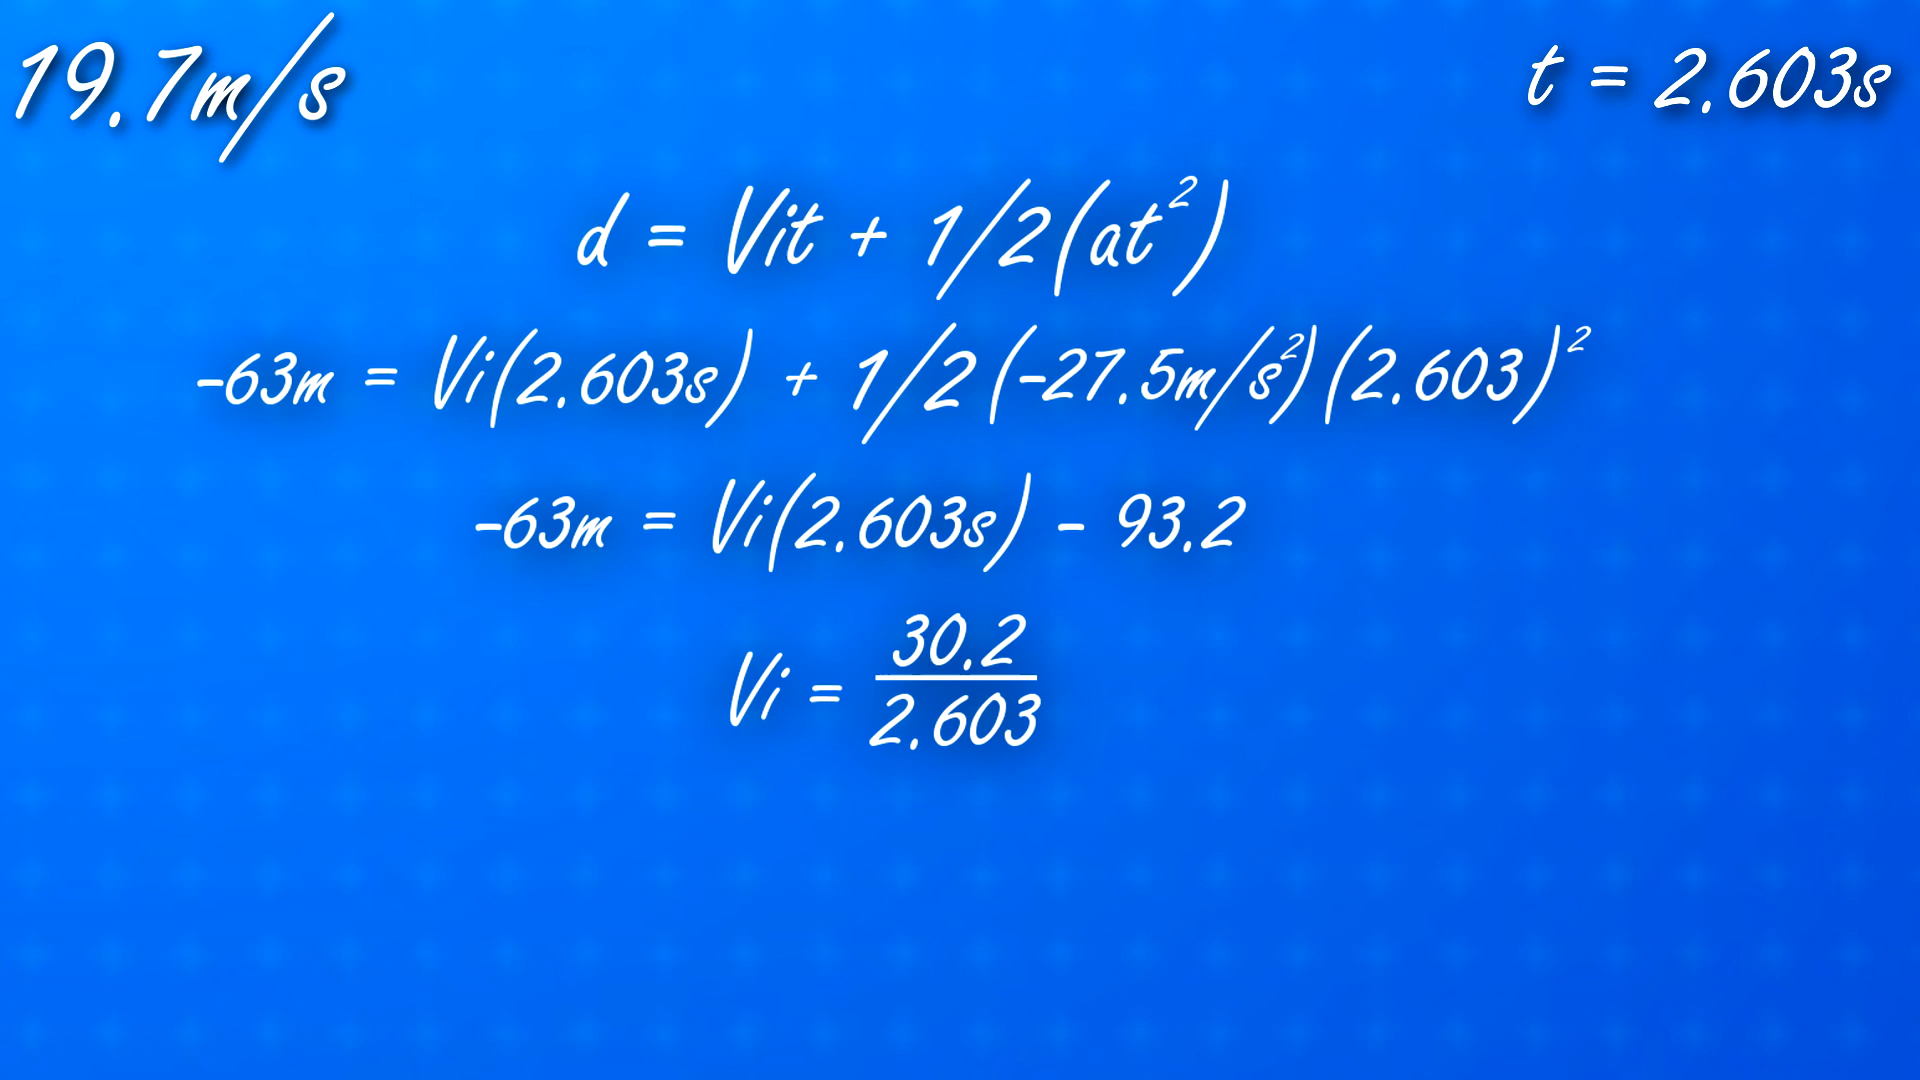 19.7m/s
t = 2.603s
d = Vit + 1/2(at²)
-63m = Vi(2.603s) + 1/2(-27.5m/s²)(2.603)²
-63m = Vi(2.603s) - 93.2
Vi = 30.2/2.603